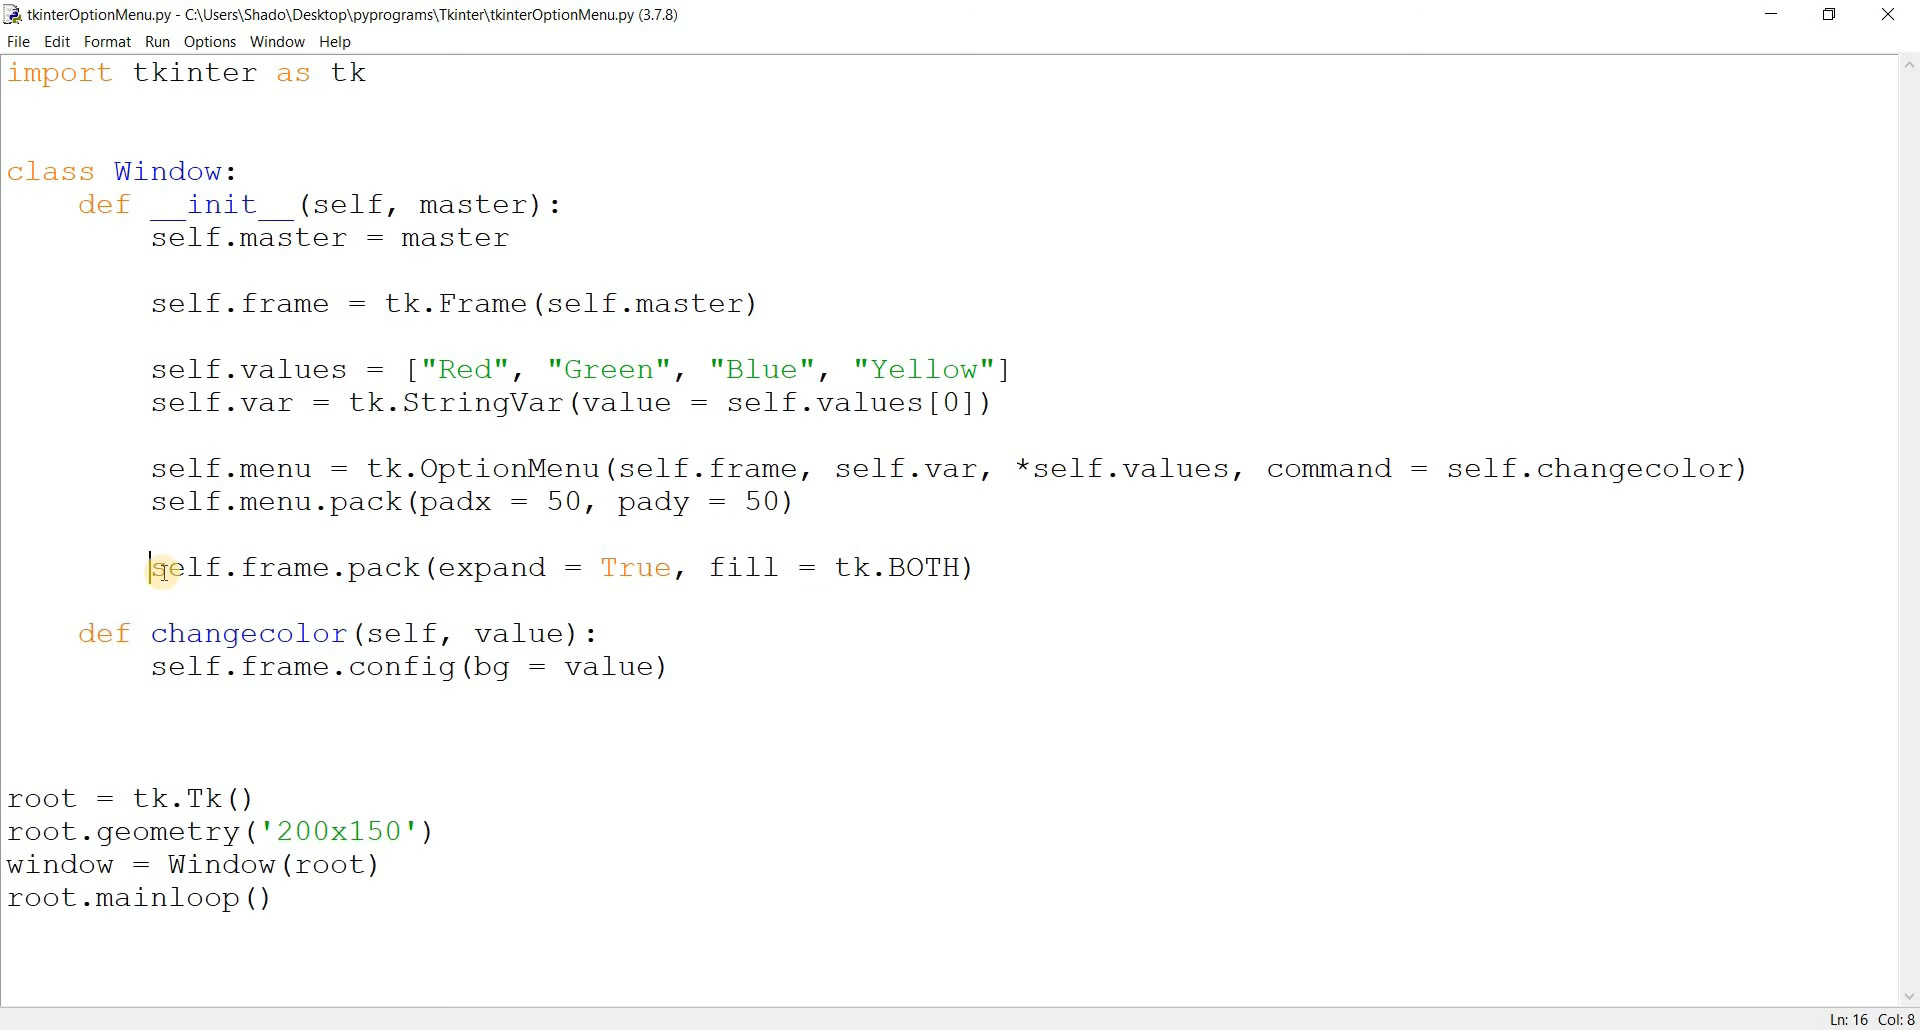 tkinterOptionMenu.py - C:\Users\Shado\Desktop\pyprograms\Tkinter\tkinterOptionMenu.py (3.7.8)
File Edit Format Run Options Window Help
import tkinter as tk
class Window:
    def __init__(self, master):
        self.master = master
        self.frame = tk.Frame(self.master)
        self.values = ["Red", "Green", "Blue", "Yellow"]
        self.var = tk.StringVar(value = self.values[0])
        self.menu = tk.OptionMenu(self.frame, self.var, *self.values, command = self.changecolor)
        self.menu.pack(padx = 50, pady = 50)
        self.frame.pack(expand = True, fill = tk.BOTH)
    def changecolor(self, value):
        self.frame.config(bg = value)
root = tk.Tk()
root.geometry('200x150')
window = Window(root)
root.mainloop()
Ln: 16 Col: 8